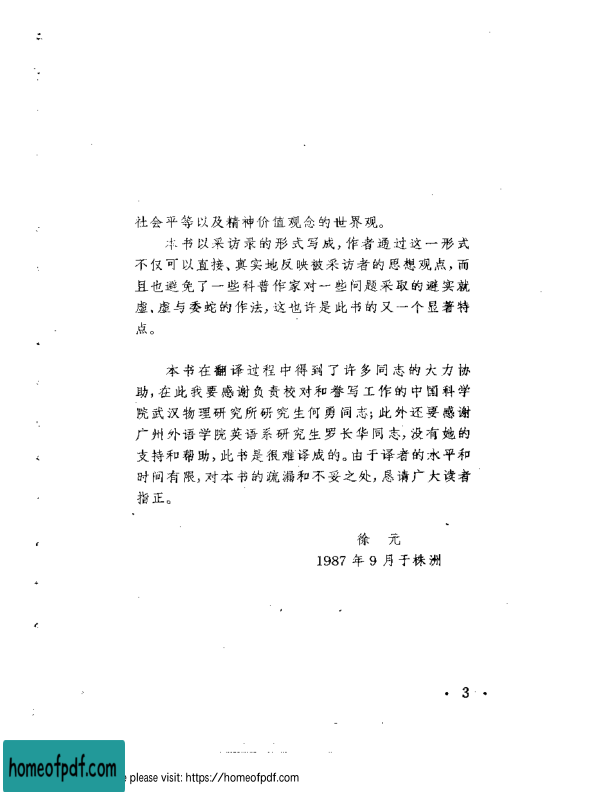 社会平等以及精神价值观念的世界观。
本书以采访录的形式写成,作者通过这一形式
不仅可以直接、真实地反映被采访者的思想观点,而
且也避免了一些科普作家对一些问题采取的避实就
虚、虚与委蛇的作法,这也许是此书的又一个显著特
点。
本书在翻译过程中得到了许多同志的大力协
助,在此我要感谢负责校对和誊写工作的中国科学
院武汉物理研究所研究生何勇同志;此外还要感谢
广州外语学院英语系研究生罗长华同志,没有她的
支持和帮助,此书是很难译成的。由于译者的水平和
时间有限,对本书的疏漏和不妥之处,恳请广大读者
指正。
徐 元
1987 年 9 月于株洲
· 3 ·
homeofpdf.com
please visit: https://homeofpdf.com